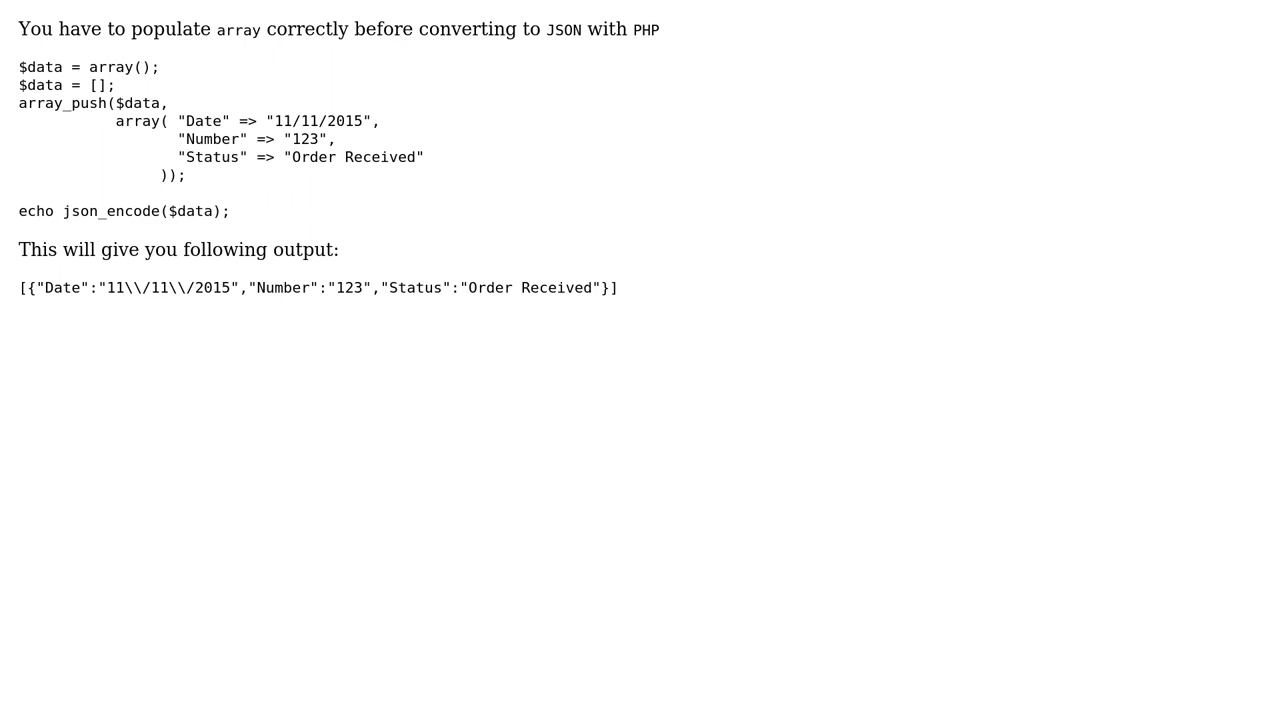 You have to populate array correctly before converting to JSON with PHP
$data = array();
$data = [];
array_push($data,
           array( "Date" => "11/11/2015",
                  "Number" => "123",
                  "Status" => "Order Received"
                ));
echo json_encode($data);
This will give you following output:
[{"Date":"11\\/11\\/2015","Number":"123","Status":"Order Received"}]